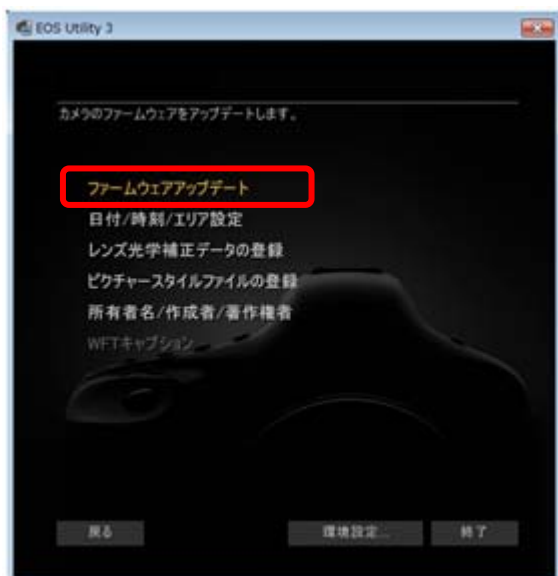 EOS Utility 3
カメラのファームウェアをアップデートします。
ファームウェアアップデート
日付/時刻/エリア設定
レンズ光学補正データの登録
ピクチャースタイルファイルの登録
所有者名/作成者/著作権者
WFTキャプション
戻る
環境設定...
終了